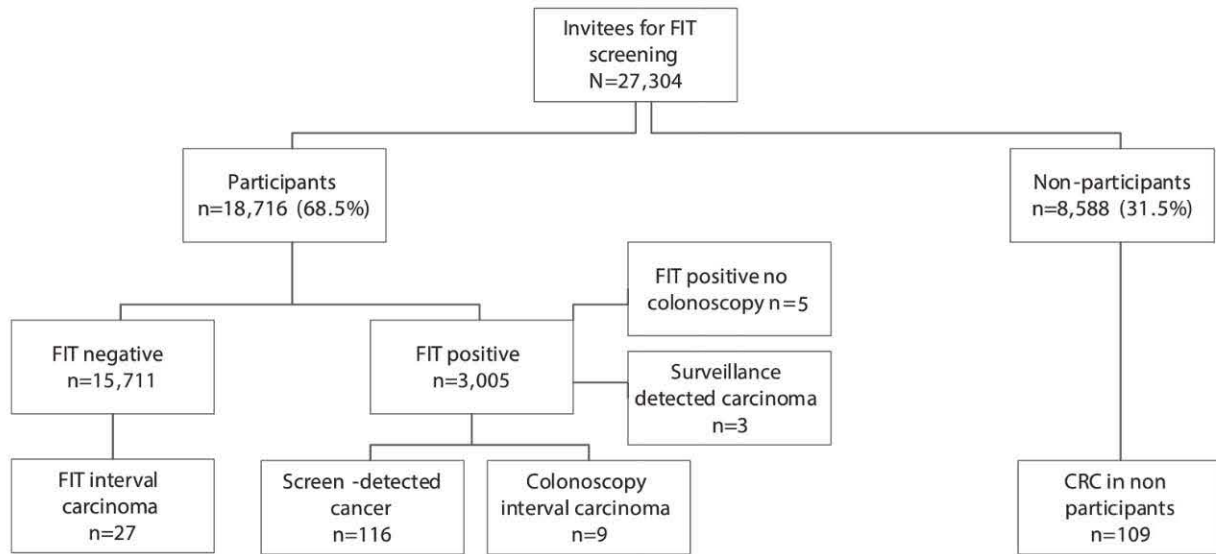 Invitees for FIT
screening
N=27,304
Participants
n=18,716 (68.5%)
Non-participants
n=8,588 (31.5%)
FIT positive no
colonoscopy n=5
FIT negative
n=15,711
FIT positive
n=3,005
Surveillance
detected carcinoma
n=3
FIT interval
carcinoma
n=27
Screen -detected
cancer
n=116
Colonoscopy
interval carcinoma
n=9
CRC in non
participants
n=109